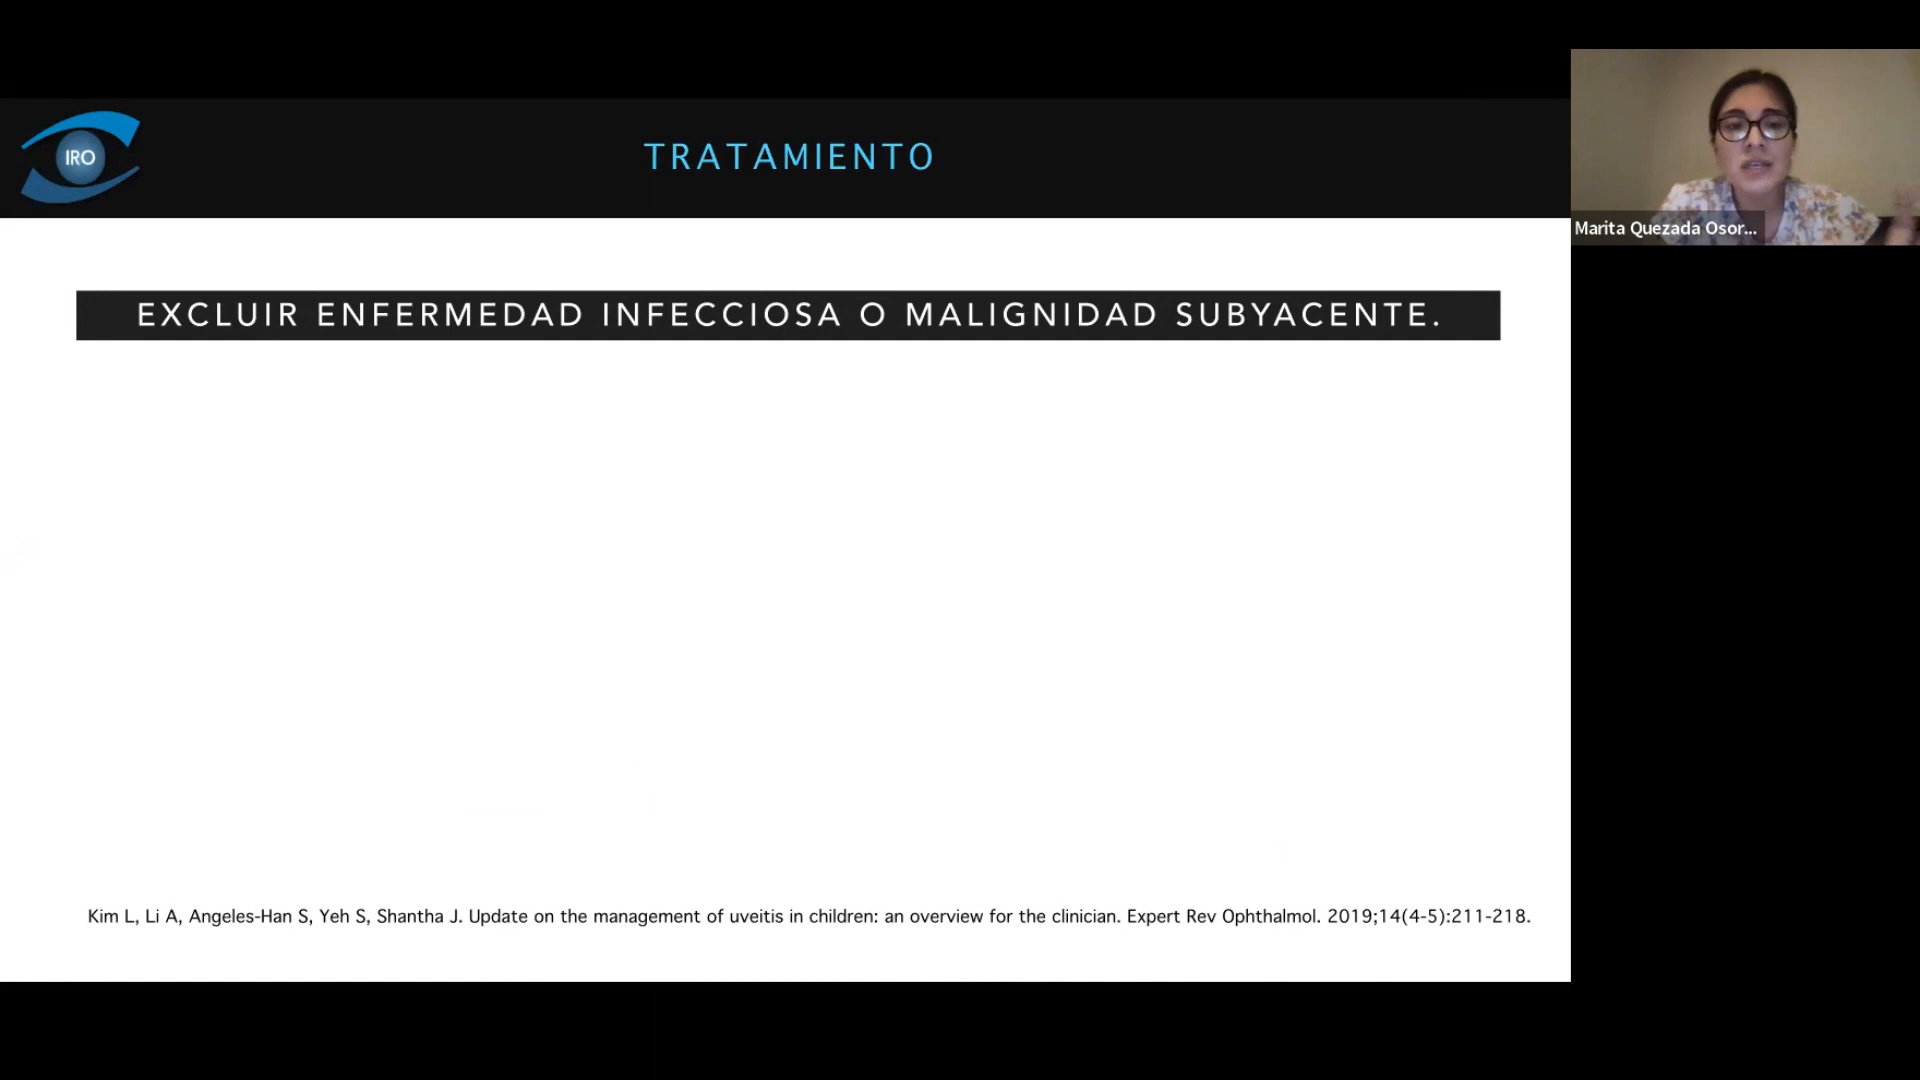 IRO
TRATAMIENTO
Marita Quezada Osor...
EXCLUIR ENFERMEDAD INFECCIOSA O MALIGNIDAD SUBYACENTE.
Kim L, Li A, Angeles-Han S, Yeh S, Shantha J. Update on the management of uveitis in children: an overview for the clinician. Expert Rev Ophthalmol. 2019;14(4-5):211-218.